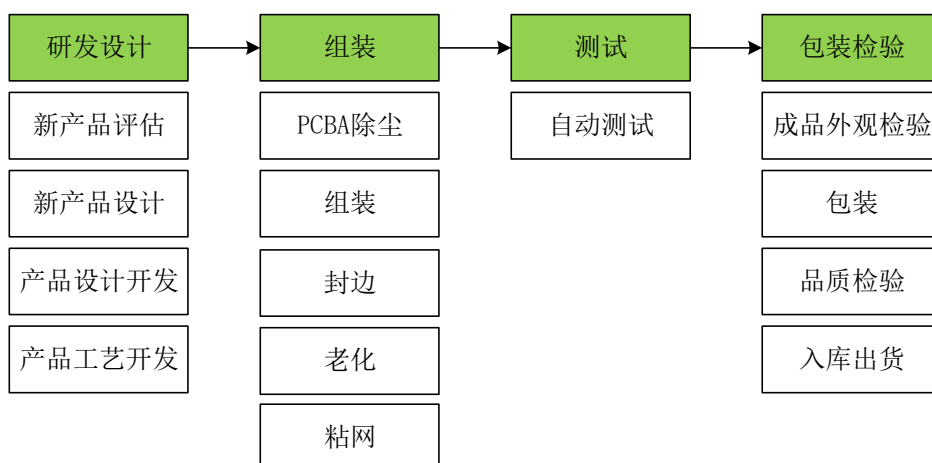 研发设计
组装
测试
包装检验
新产品评估
PCBA除尘
自动测试
成品外观检验
新产品设计
组装
包装
产品设计开发
封边
品质检验
产品工艺开发
老化
入库出货
粘网